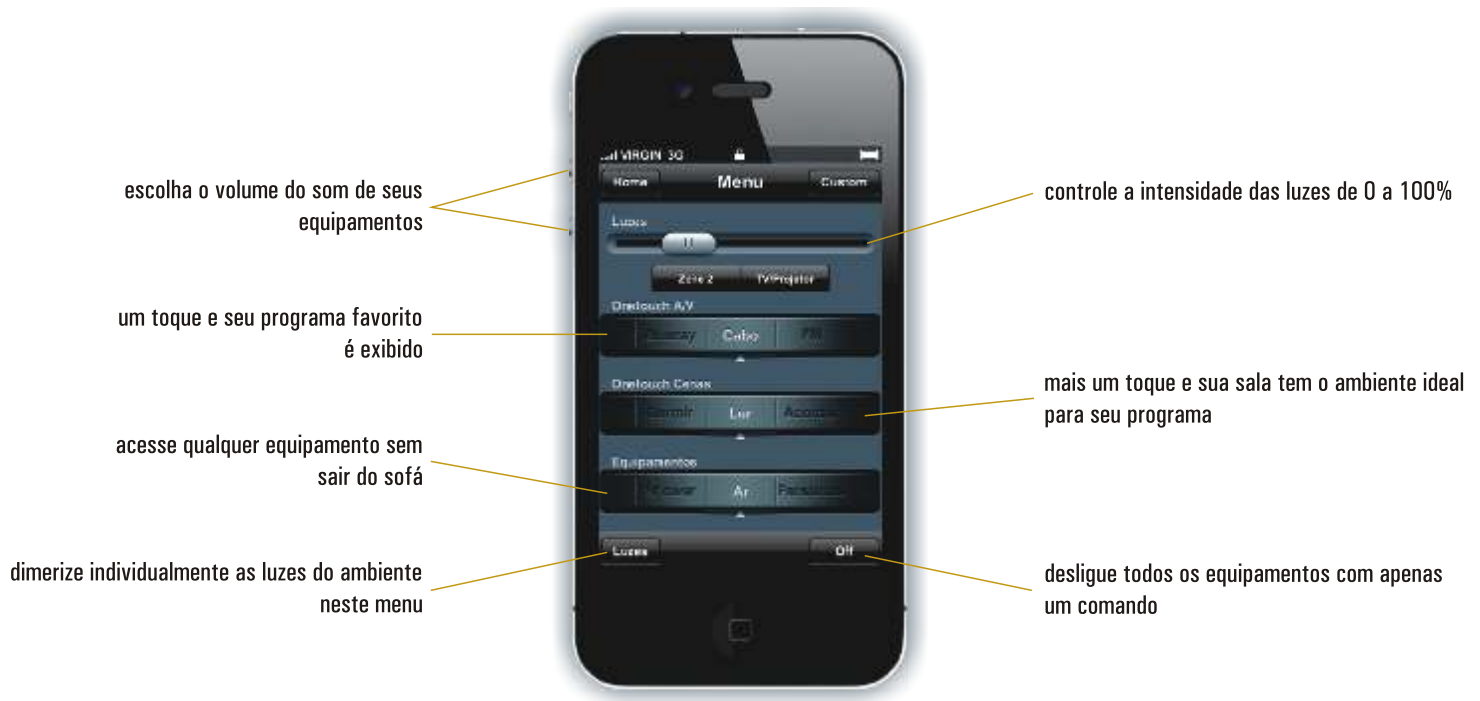 escolha o volume do som de seus
equipamentos
um toque e seu programa favorito
é exibido
acesse qualquer equipamento sem
sair do sofá
dimerize individualmente as luzes do ambiente
neste menu
VIRGIN 3G
Home Menu Custom
Luzes
Zone 2 TV/Projetor
Onetouch A/V
Cabo FM
Onetouch Cenas
Dormir Ler
Equipamentos
Ar
Luzes Off
controle a intensidade das luzes de 0 a 100%
mais um toque e sua sala tem o ambiente ideal
para seu programa
desligue todos os equipamentos com apenas
um comando